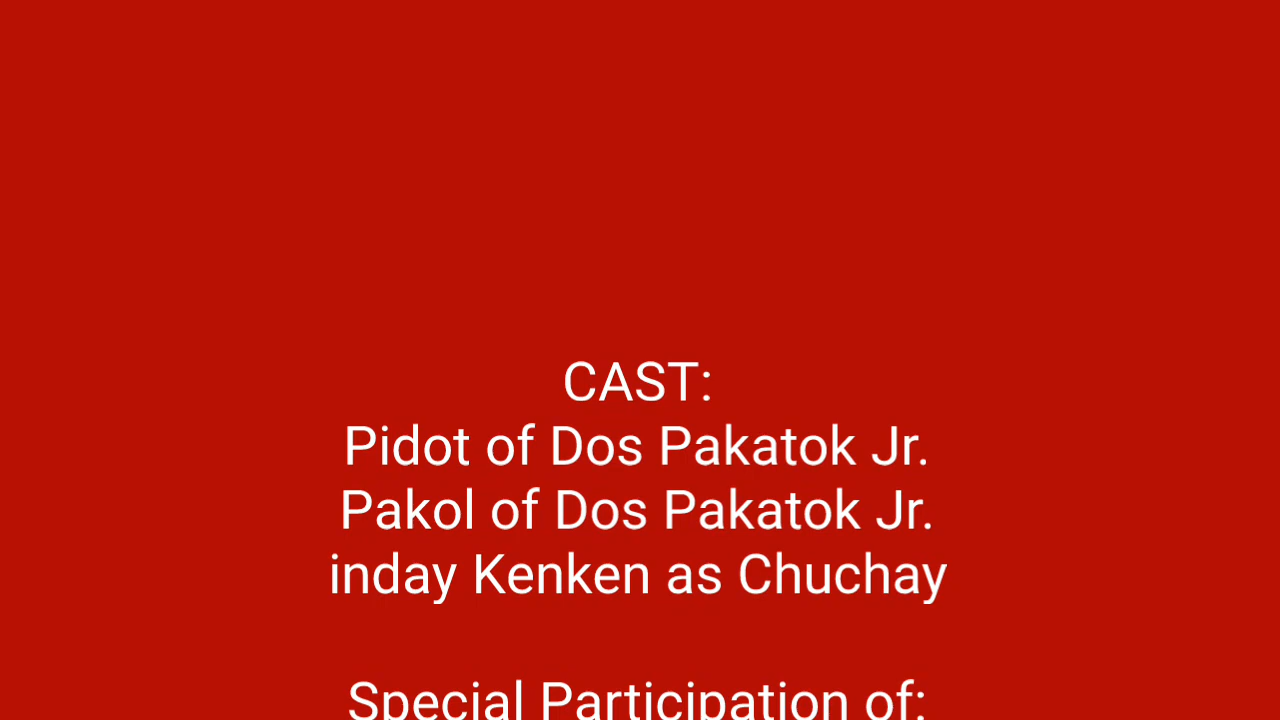 CAST:
Pidot of Dos Pakatok Jr.
Pakol of Dos Pakatok Jr.
inday Kenken as Chuchay
Special Participation of: